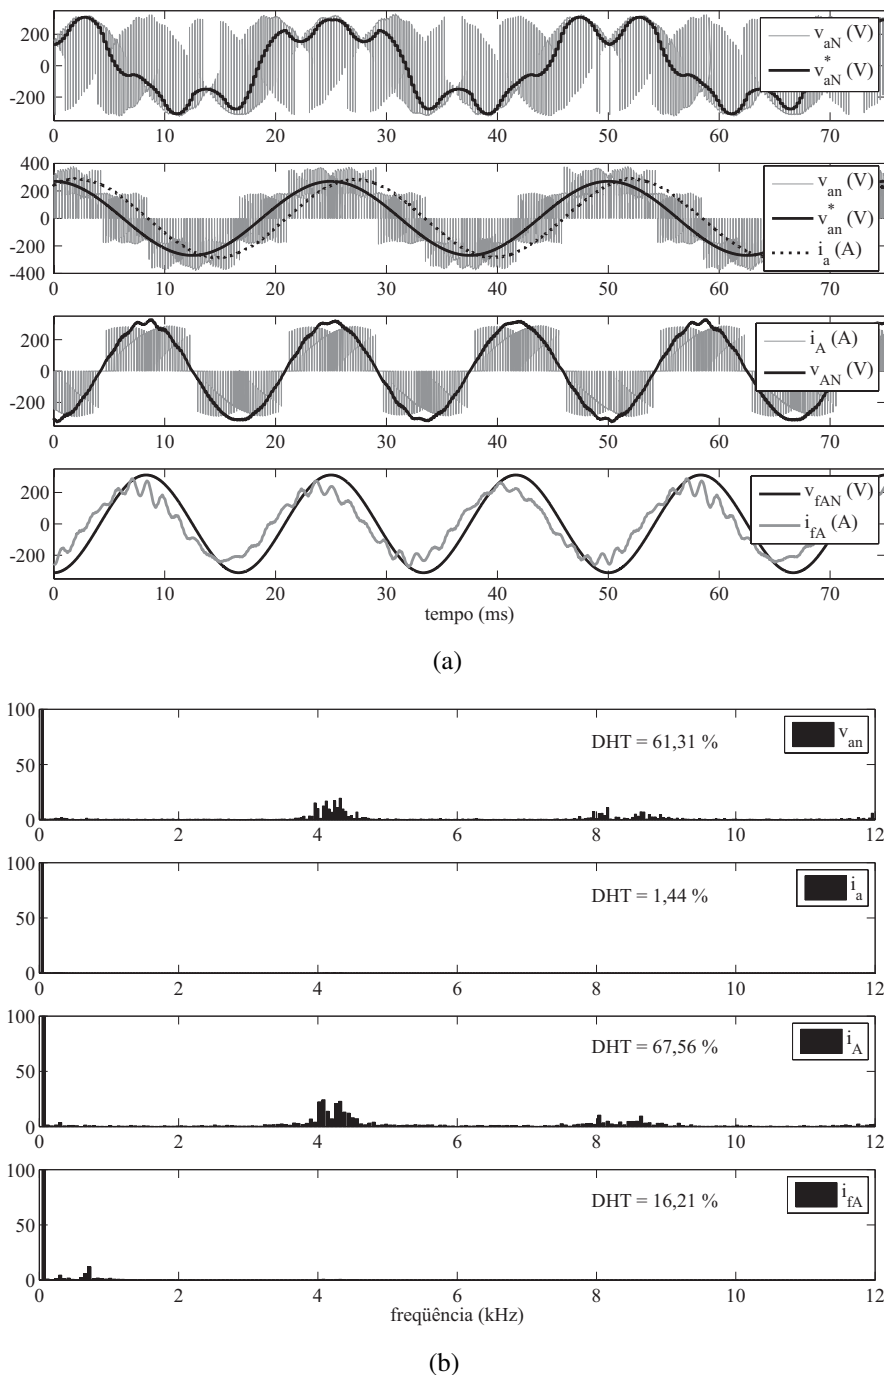 200
0
-200
v_aN (V)
v*_aN (V)
0 10 20 30 40 50 60 70
400
200
0
-200
-400
v_an (V)
v*_an (V)
i_a (A)
0 10 20 30 40 50 60 70
200
0
-200
i_A (A)
v_AN (V)
0 10 20 30 40 50 60 70
200
0
-200
v_fAN (V)
i_fA (A)
0 10 20 30 40 50 60 70
tempo (ms)
(a)
100
50
0
DHT = 61,31 %
v_an
0 2 4 6 8 10 12
100
50
0
DHT = 1,44 %
i_a
0 2 4 6 8 10 12
100
50
0
DHT = 67,56 %
i_A
0 2 4 6 8 10 12
100
50
0
DHT = 16,21 %
i_fA
0 2 4 6 8 10 12
freqüência (kHz)
(b)